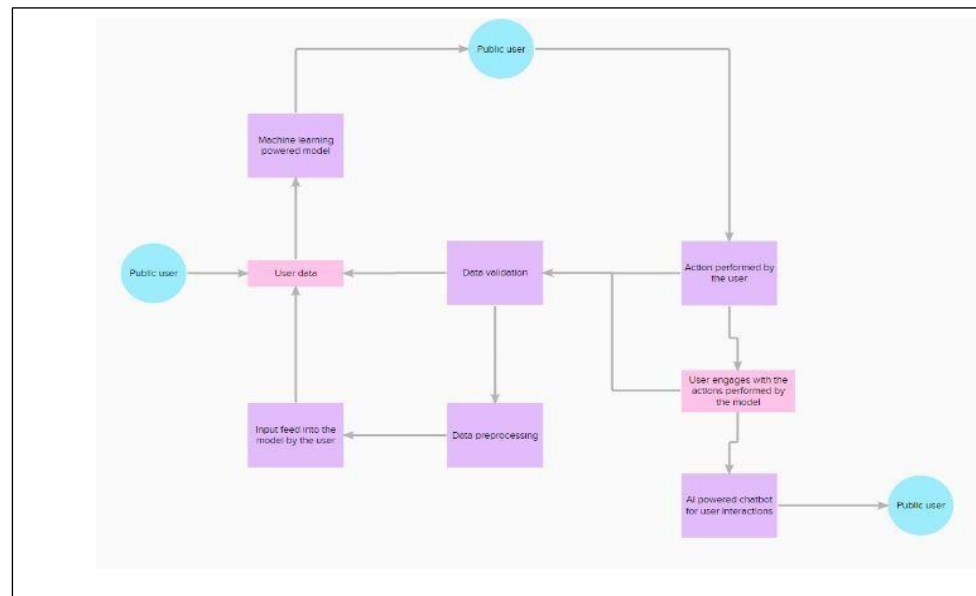 Public user
Machine learning
powered model
Public user
User data
Data validation
Action performed by
the user
User engages with the
actions performed by
the model
Input feed into the
model by the user
Data preprocessing
AI powered chatbot
for user interactions
Public user